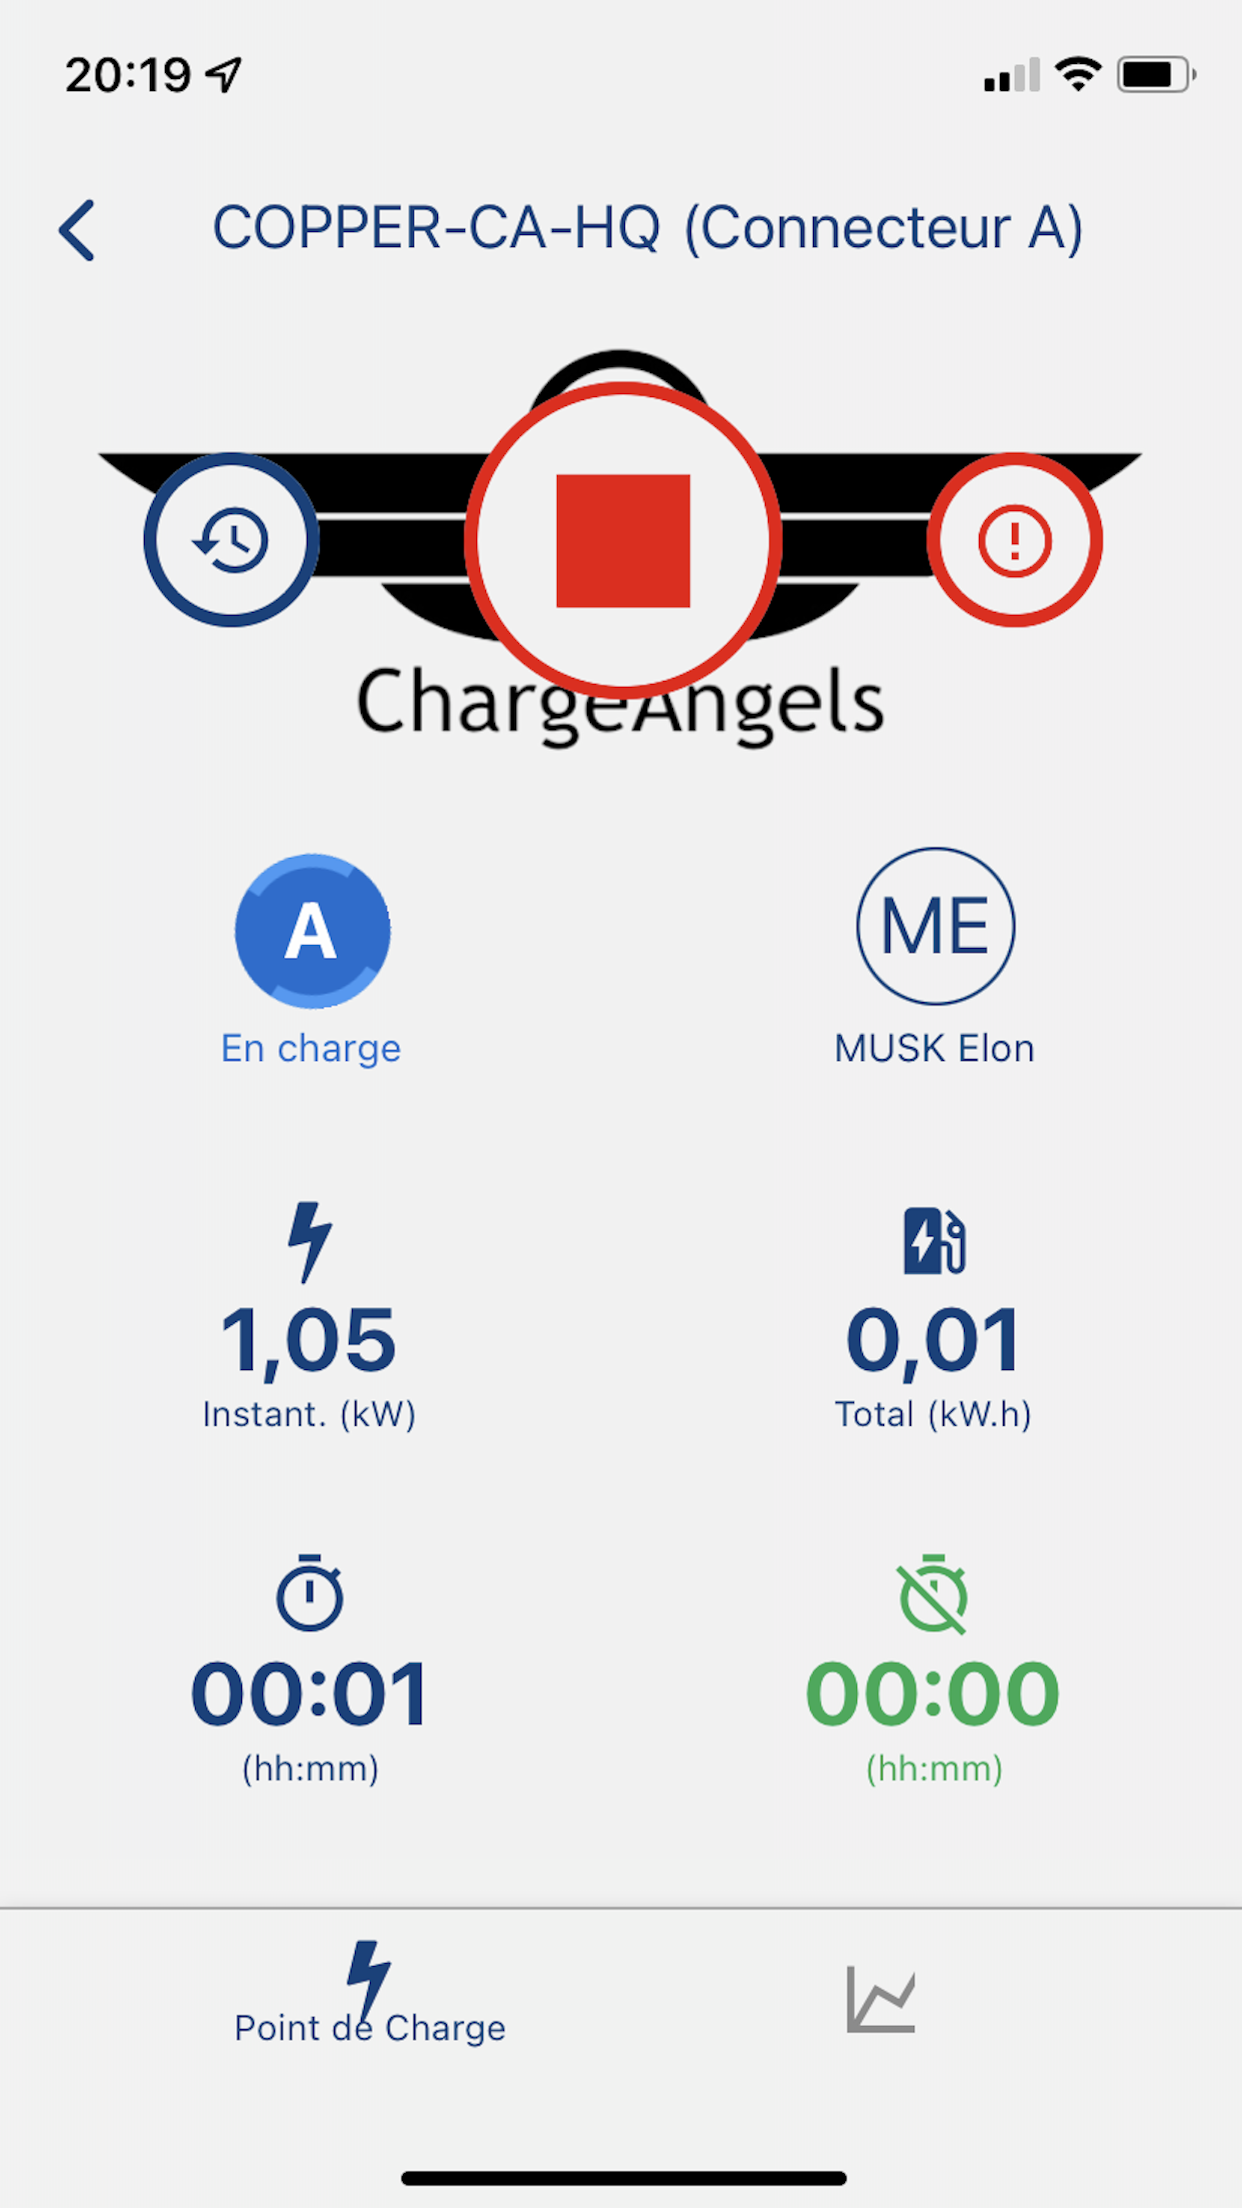 20:19
COPPER-CA-HQ (Connecteur A)
ChargeAngels
A
ME
En charge
MUSK Elon
1,05
0,01
Instant. (kW)
Total (kW.h)
00:01
00:00
(hh:mm)
(hh:mm)
Point de Charge